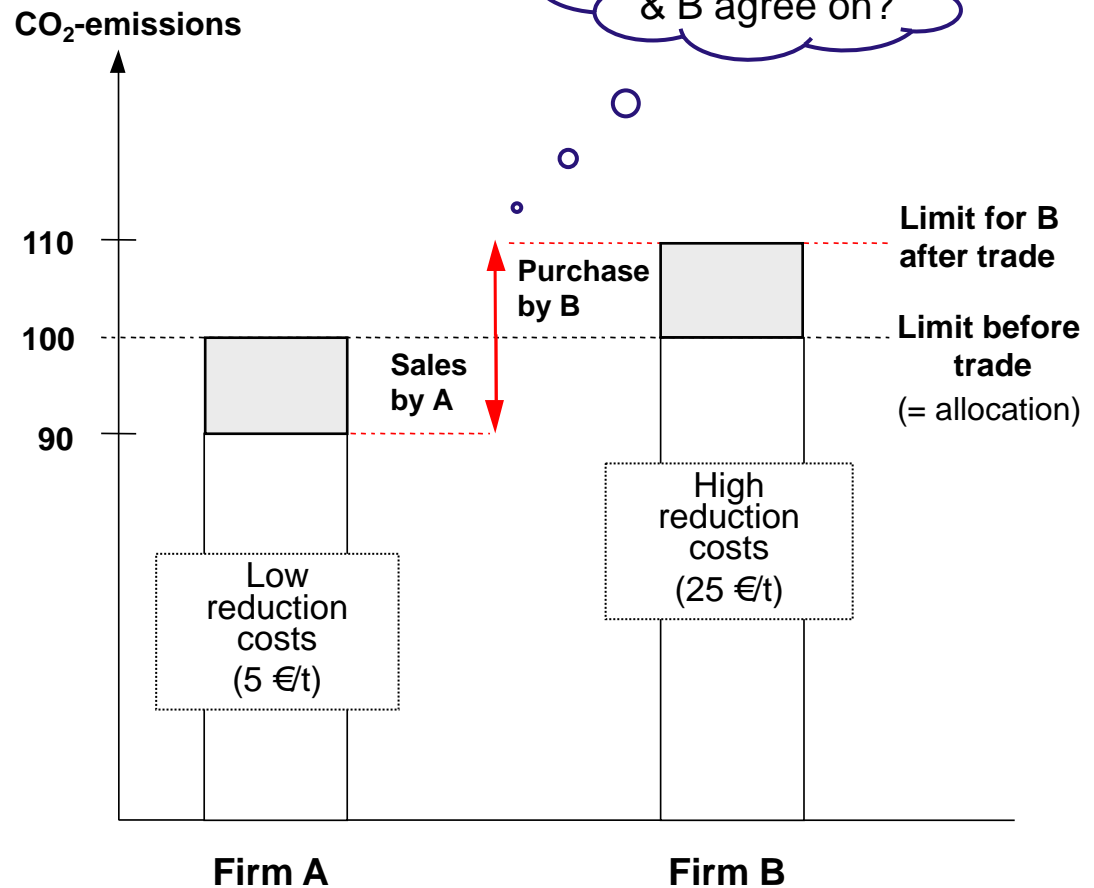 & B agree on?
CO₂-emissions
110
100
90
Purchase
by B
Sales
by A
Limit for B
after trade
Limit before
trade
(= allocation)
Low
reduction
costs
(5 €/t)
High
reduction
costs
(25 €/t)
Firm A
Firm B